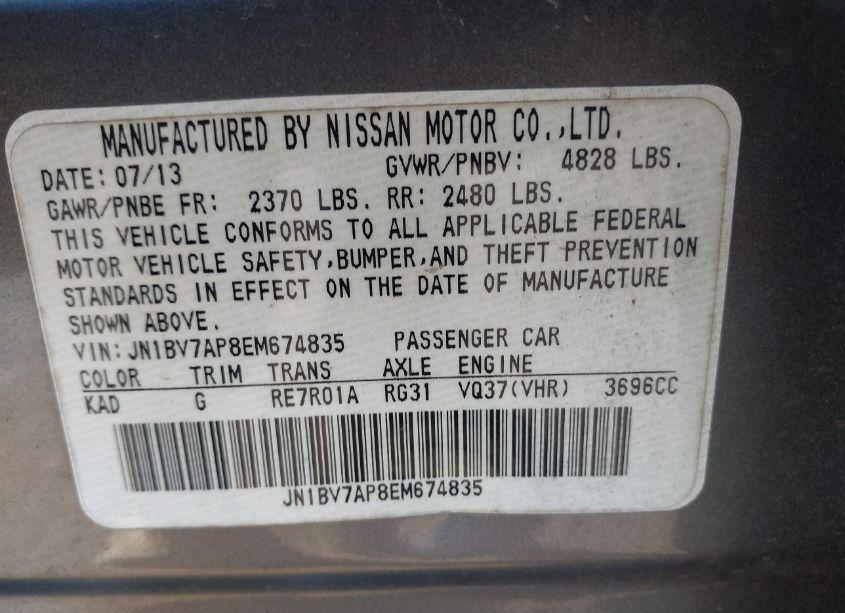 MANUFACTURED BY NISSAN MOTOR CO.,LTD.
DATE: 07/13 GVWR/PNBV: 4828 LBS.
GAWR/PNBE FR: 2370 LBS. RR: 2480 LBS.
THIS VEHICLE CONFORMS TO ALL APPLICABLE FEDERAL
MOTOR VEHICLE SAFETY,BUMPER,AND THEFT PREVENTION
STANDARDS IN EFFECT ON THE DATE OF MANUFACTURE
SHOWN ABOVE.
VIN: JN1BV7AP8EM674835 PASSENGER CAR
COLOR TRIM TRANS AXLE ENGINE
KAD G RE7R01A RG31 VQ37(VHR) 3696CC
JN1BV7AP8EM674835